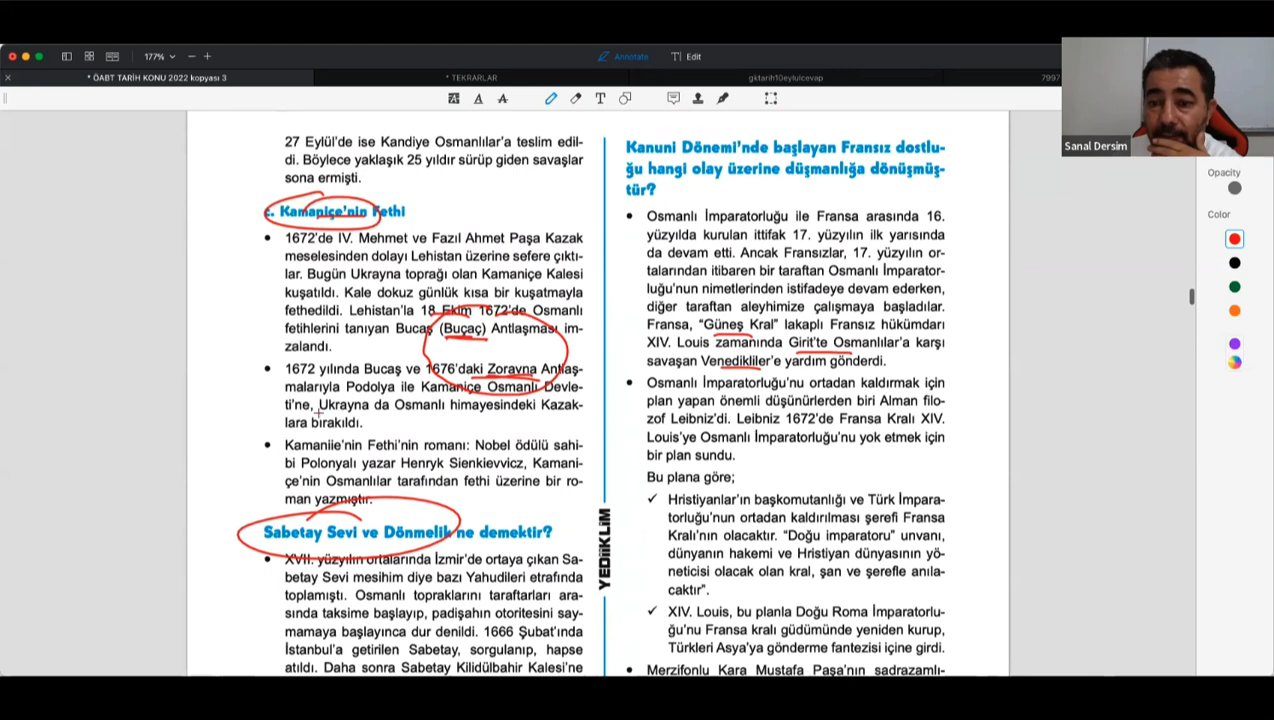 177%
Annotate
Edit
* ÖABT TARİH KONU 2022 kopyası 3
* TEKRARLAR
gktarih10eylulcevap
7997
Sanal Dersim
Opacity
Color
27 Eylül’de ise Kandiye Osmanlılar’a teslim edil-
di. Böylece yaklaşık 25 yıldır sürüp giden savaşlar
sona ermişti.
c. Kamaniçe’nin Fethi
• 1672’de IV. Mehmet ve Fazıl Ahmet Paşa Kazak
meselesinden dolayı Lehistan üzerine sefere çıktı-
lar. Bugün Ukrayna toprağı olan Kamaniçe Kalesi
kuşatıldı. Kale dokuz günlük kısa bir kuşatmayla
fethedildi. Lehistan’la 18 Ekim 1672’de Osmanlı
fetihlerini tanıyan Bucaş (Buçaç) Antlaşması im-
zalandı.
• 1672 yılında Bucaş ve 1676’daki Zoravna Antlaş-
malarıyla Podolya ile Kamaniçe Osmanlı Devle-
ti’ne, Ukrayna da Osmanlı himayesindeki Kazak-
lara bırakıldı.
• Kamaniie’nin Fethi’nin romanı: Nobel ödülü sahi-
bi Polonyalı yazar Henryk Sienkievvicz, Kamani-
çe’nin Osmanlılar tarafından fethi üzerine bir ro-
man yazmıştır.
Sabetay Sevi ve Dönmelik ne demektir?
• XVII. yüzyılın ortalarında İzmir’de ortaya çıkan Sa-
betay Sevi mesihim diye bazı Yahudileri etrafında
toplamıştı. Osmanlı topraklarını taraftarları ara-
sında taksime başlayıp, padişahın otoritesini say-
mamaya başlayınca dur denildi. 1666 Şubat’ında
İstanbul’a getirilen Sabetay, sorgulanıp, hapse
atıldı. Daha sonra Sabetay Kilidülbahir Kalesi’ne
YEDİİKLİM
Kanuni Dönemi’nde başlayan Fransız dostlu-
ğu hangi olay üzerine düşmanlığa dönüşmüş-
tür?
• Osmanlı İmparatorluğu ile Fransa arasında 16.
yüzyılda kurulan ittifak 17. yüzyılın ilk yarısında
da devam etti. Ancak Fransızlar, 17. yüzyılın or-
talarından itibaren bir taraftan Osmanlı İmparator-
luğu’nun nimetlerinden istifadeye devam ederken,
diğer taraftan aleyhimize çalışmaya başladılar.
Fransa, “Güneş Kral” lakaplı Fransız hükümdarı
XIV. Louis zamanında Girit’te Osmanlılar’a karşı
savaşan Venedikliler’e yardım gönderdi.
• Osmanlı İmparatorluğu’nu ortadan kaldırmak için
plan yapan önemli düşünürlerden biri Alman filo-
zof Leibniz’di. Leibniz 1672’de Fransa Kralı XIV.
Louis’ye Osmanlı İmparatorluğu’nu yok etmek için
bir plan sundu.
Bu plana göre;
✓ Hristiyanlar’ın başkomutanlığı ve Türk İmpara-
torluğu’nun ortadan kaldırılması şerefi Fransa
Kralı’nın olacaktır. “Doğu imparatoru” unvanı,
dünyanın hakemi ve Hristiyan dünyasının yö-
neticisi olacak olan kral, şan ve şerefle anıla-
caktır”.
✓ XIV. Louis, bu planla Doğu Roma İmparatorlu-
ğu’nu Fransa kralı güdümünde yeniden kurup,
Türkleri Asya’ya gönderme fantezisi içine girdi.
• Merzifonlu Kara Mustafa Paşa’nın sadrazamlı-